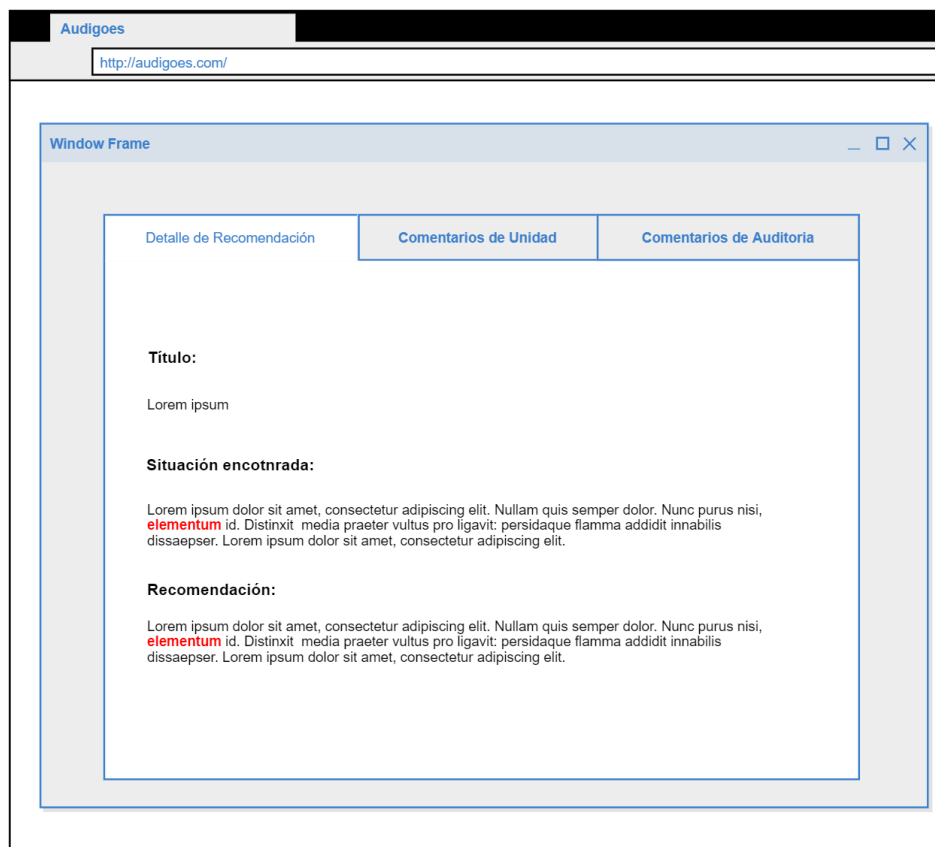 Audigoes
http://audigoes.com/
Window Frame
Detalle de Recomendación
Comentarios de Unidad
Comentarios de Auditoria
Título:
Lorem ipsum
Situación encotnrada:
Lorem ipsum dolor sit amet, consectetur adipiscing elit. Nullam quis semper dolor. Nunc purus nisi,
elementum id. Distinxit  media praeter vultus pro ligavit: persidaque flamma addidit innabilis
dissaepser. Lorem ipsum dolor sit amet, consectetur adipiscing elit.
Recomendación:
Lorem ipsum dolor sit amet, consectetur adipiscing elit. Nullam quis semper dolor. Nunc purus nisi,
elementum id. Distinxit  media praeter vultus pro ligavit: persidaque flamma addidit innabilis
dissaepser. Lorem ipsum dolor sit amet, consectetur adipiscing elit.